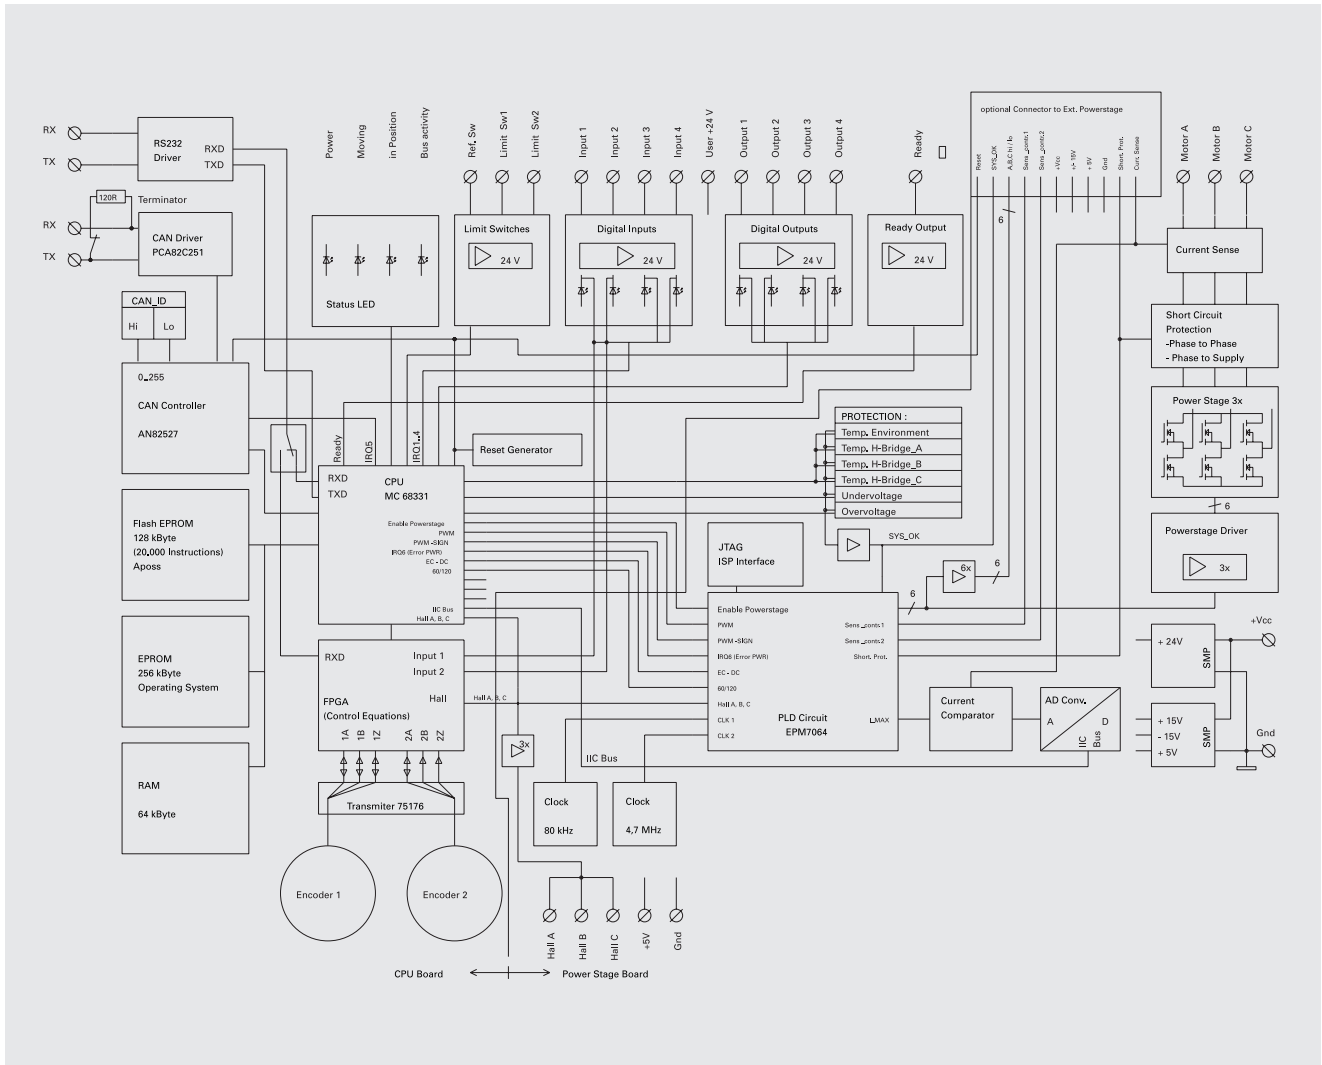 RX
TX
RS232
Driver
RXD
TXD
120R
Terminator
RX
TX
CAN Driver
PCA82C251
CAN_ID
Hi
Lo
0..255
CAN Controller
AN82527
Flash EPROM
128 kByte
(20.000 Instructions)
Aposs
EPROM
256 kByte
Operating System
RAM
64 kByte
Power
Moving
in Position
Bus activity
Status LED
Ref. Sw
Limit Sw1
Limit Sw2
Limit Switches
24 V
Input 1
Input 2
Input 3
Input 4
Digital Inputs
24 V
User +24 V
Output 1
Output 2
Output 3
Output 4
Digital Outputs
24 V
Ready
Ready Output
24 V
optional Connector to Ext. Powerstage
Reset
SYS_OK
A,B,C hi / lo
Sens_contr.1
Sens_contr.2
+Vcc
+/- 15V
+ 5V
Gnd
Short. Prot.
Curr. Sense
6
Motor A
Motor B
Motor C
Current Sense
Short Circuit
Protection
-Phase to Phase
- Phase to Supply
Power Stage 3x
6
Powerstage Driver
3x
Ready
IRQ5
IRQ1..4
Reset Generator
RXD
TXD
CPU
MC 68331
Enable Powerstage
PWM
PWM -SIGN
IRQ6 (Error PWR)
EC - DC
60/120
IIC Bus
Hall A, B, C
PROTECTION :
Temp. Environment
Temp. H-Bridge_A
Temp. H-Bridge_B
Temp. H-Bridge_C
Undervoltage
Overvoltage
SYS_OK
6x
6
6
JTAG
ISP Interface
Enable Powerstage
PWM
PWM -SIGN
IRQ6 (Error PWR)
EC - DC
60/120
Hall A, B, C
CLK 1
CLK 2
Sens _contr.1
Sens _contr.2
Short. Prot.
I_MAX
PLD Circuit
EPM7064
RXD
Input 1
Input 2
Hall
FPGA
(Control Equations)
1A
1B
1Z
2A
2B
2Z
Hall A, B, C
3x
Transmiter 75176
Encoder 1
Encoder 2
IIC Bus
Clock
80 kHz
Clock
4,7 MHz
Current
Comparator
AD Conv.
A
D
IIC
Bus
+ 24V
SMP
+ 15V
- 15V
+ 5V
SMP
+Vcc
Gnd
Hall A
Hall B
Hall C
+5V
Gnd
CPU Board
Power Stage Board